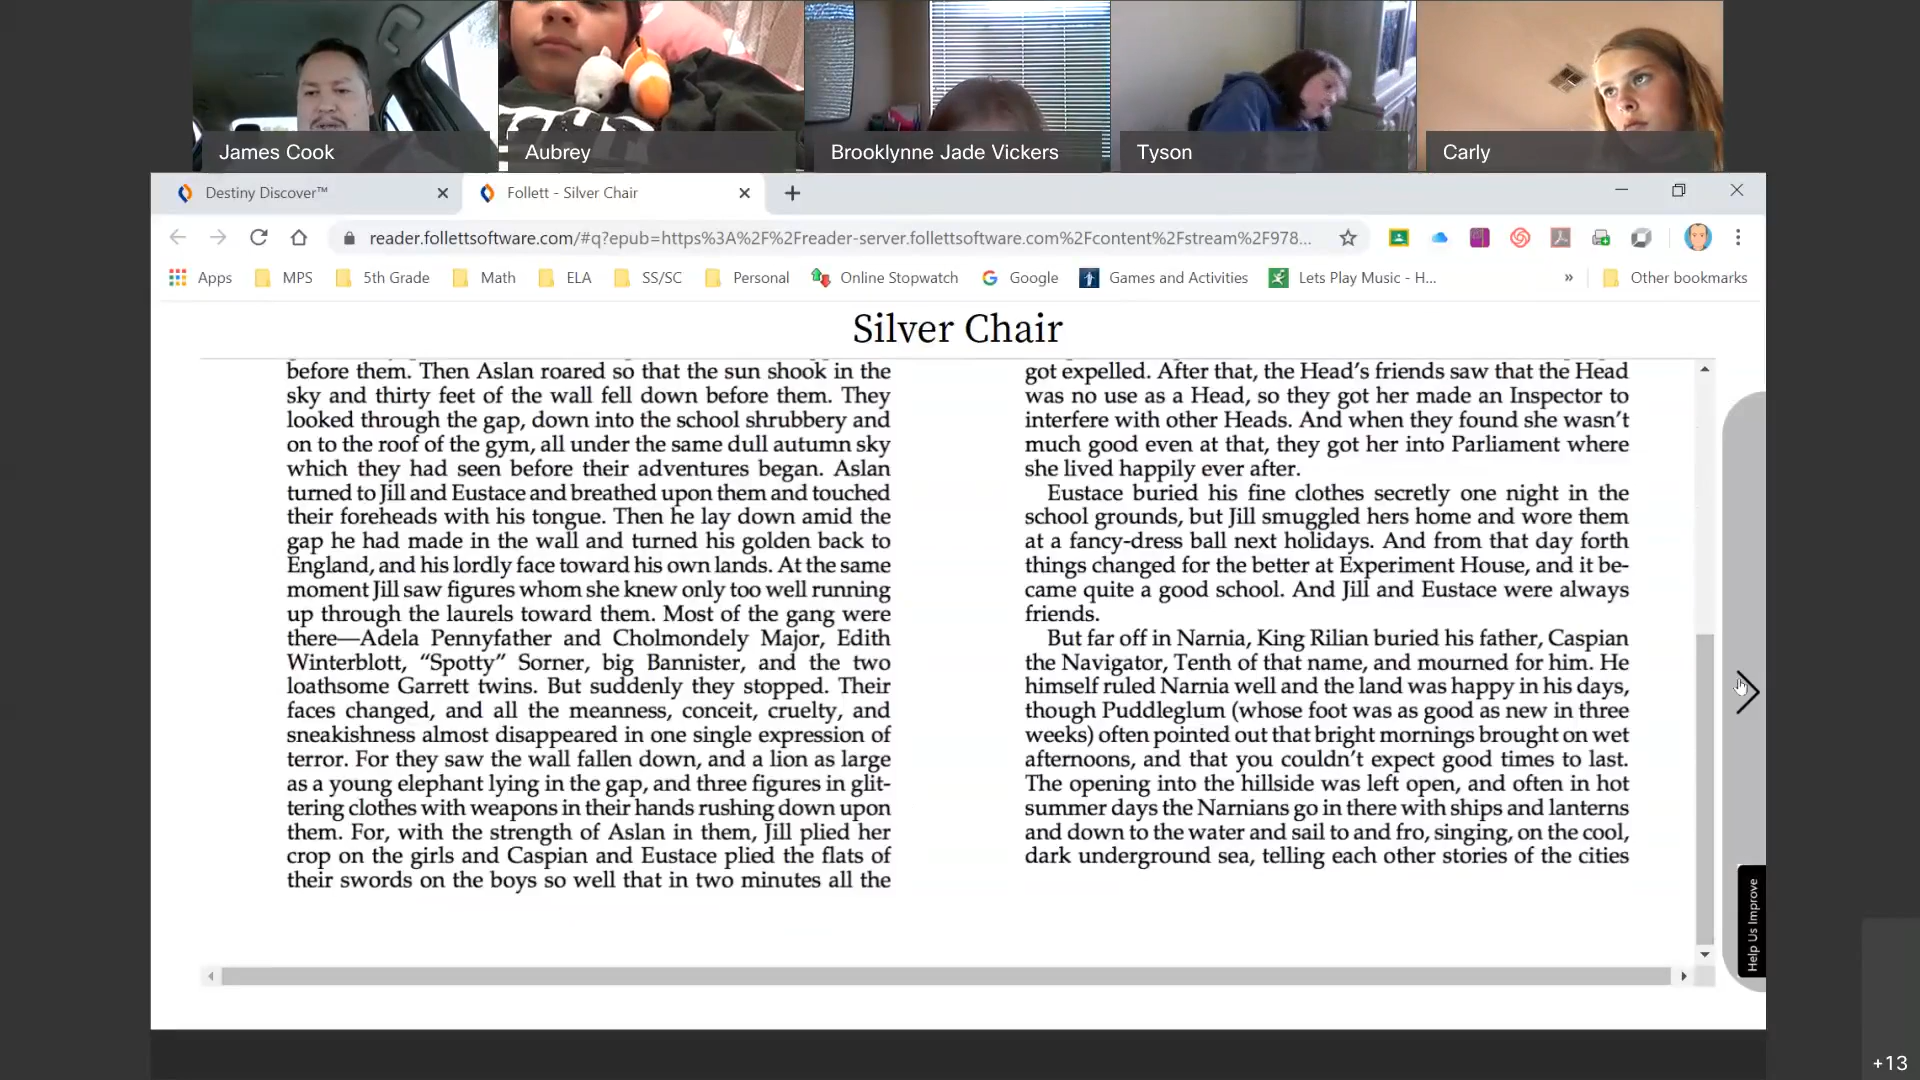 James Cook
Aubrey
Brooklynne Jade Vickers
Tyson
Carly
Destiny Discover™
Follett - Silver Chair
reader.follettsoftware.com/#q?epub=https%3A%2F%2Freader-server.follettsoftware.com%2Fcontent%2Fstream%2F978...
Apps
MPS
5th Grade
Math
ELA
SS/SC
Personal
Online Stopwatch
Google
Games and Activities
Lets Play Music - H...
»
Other bookmarks
Silver Chair
before them. Then Aslan roared so that the sun shook in the
sky and thirty feet of the wall fell down before them. They
looked through the gap, down into the school shrubbery and
on to the roof of the gym, all under the same dull autumn sky
which they had seen before their adventures began. Aslan
turned to Jill and Eustace and breathed upon them and touched
their foreheads with his tongue. Then he lay down amid the
gap he had made in the wall and turned his golden back to
England, and his lordly face toward his own lands. At the same
moment Jill saw figures whom she knew only too well running
up through the laurels toward them. Most of the gang were
there—Adela Pennyfather and Cholmondely Major, Edith
Winterblott, “Spotty” Sorner, big Bannister, and the two
loathsome Garrett twins. But suddenly they stopped. Their
faces changed, and all the meanness, conceit, cruelty, and
sneakishness almost disappeared in one single expression of
terror. For they saw the wall fallen down, and a lion as large
as a young elephant lying in the gap, and three figures in glit-
tering clothes with weapons in their hands rushing down upon
them. For, with the strength of Aslan in them, Jill plied her
crop on the girls and Caspian and Eustace plied the flats of
their swords on the boys so well that in two minutes all the
got expelled. After that, the Head’s friends saw that the Head
was no use as a Head, so they got her made an Inspector to
interfere with other Heads. And when they found she wasn’t
much good even at that, they got her into Parliament where
she lived happily ever after.
Eustace buried his fine clothes secretly one night in the
school grounds, but Jill smuggled hers home and wore them
at a fancy-dress ball next holidays. And from that day forth
things changed for the better at Experiment House, and it be-
came quite a good school. And Jill and Eustace were always
friends.
But far off in Narnia, King Rilian buried his father, Caspian
the Navigator, Tenth of that name, and mourned for him. He
himself ruled Narnia well and the land was happy in his days,
though Puddleglum (whose foot was as good as new in three
weeks) often pointed out that bright mornings brought on wet
afternoons, and that you couldn’t expect good times to last.
The opening into the hillside was left open, and often in hot
summer days the Narnians go in there with ships and lanterns
and down to the water and sail to and fro, singing, on the cool,
dark underground sea, telling each other stories of the cities
Help Us Improve
+13